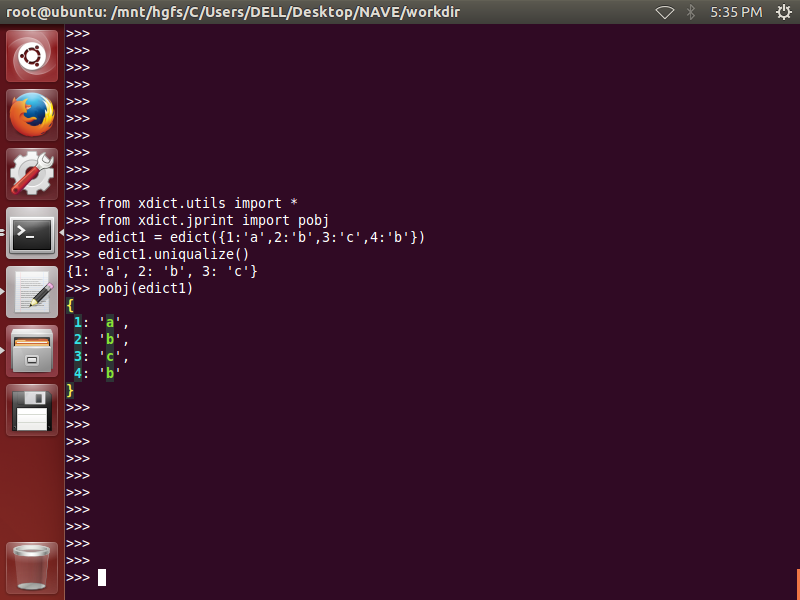 root@ubuntu: /mnt/hgfs/C/Users/DELL/Desktop/NAVE/workdir 5:35 PM
>>>
>>>
>>>
>>>
>>>
>>>
>>>
>>>
>>>
>>>
>>> from xdict.utils import *
>>> from xdict.jprint import pobj
>>> edict1 = edict({1:'a',2:'b',3:'c',4:'b'})
>>> edict1.uniqualize()
{1: 'a', 2: 'b', 3: 'c'}
>>> pobj(edict1)
{
 1: 'a',
 2: 'b',
 3: 'c',
 4: 'b'
}
>>>
>>>
>>>
>>>
>>>
>>>
>>>
>>>
>>>
>>>
>>>